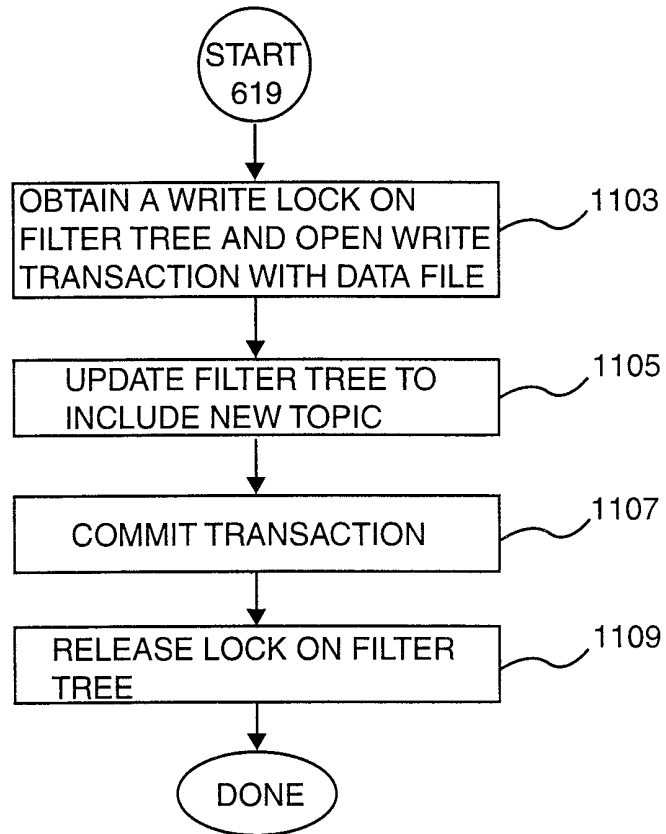 START
619
OBTAIN A WRITE LOCK ON
FILTER TREE AND OPEN WRITE
TRANSACTION WITH DATA FILE
1103
UPDATE FILTER TREE TO
INCLUDE NEW TOPIC
1105
COMMIT TRANSACTION
1107
RELEASE LOCK ON FILTER
TREE
1109
DONE